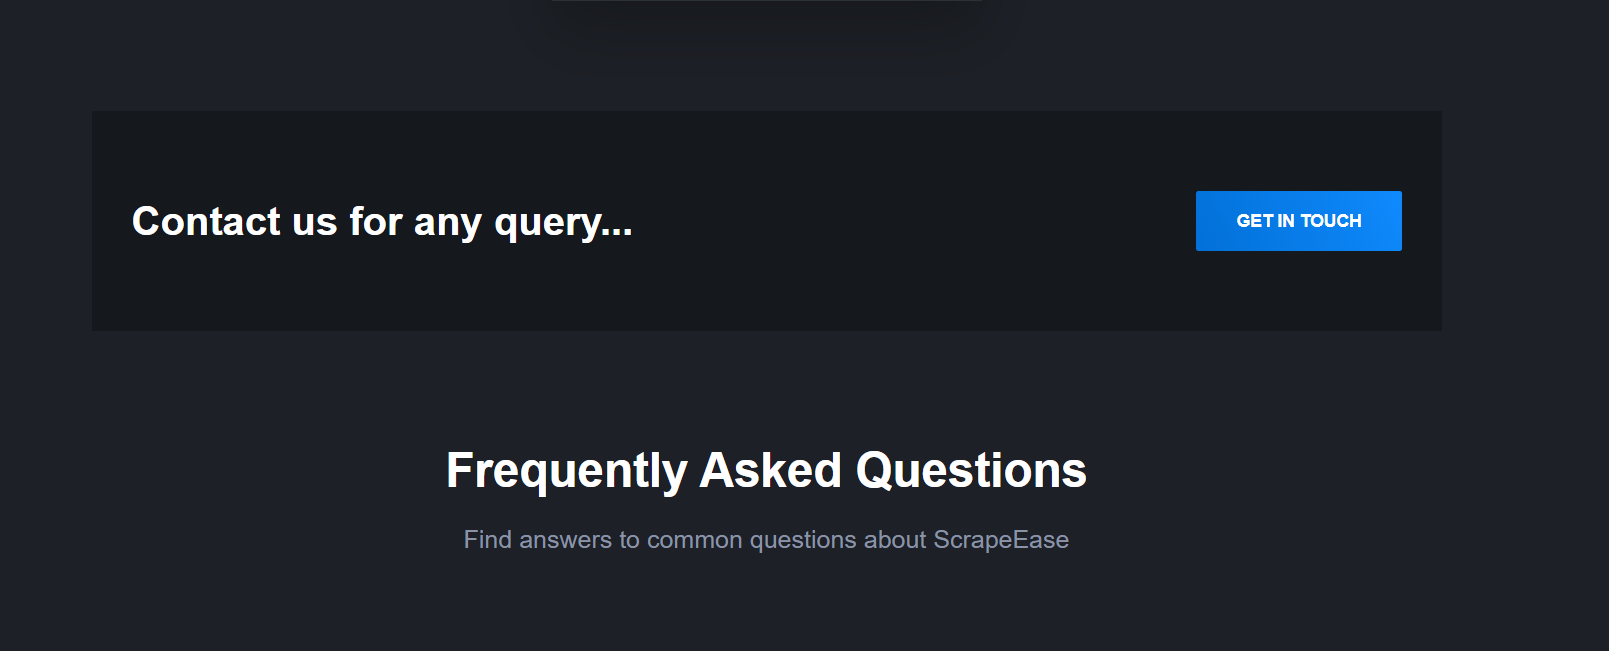 Contact us for any query...
GET IN TOUCH
Frequently Asked Questions
Find answers to common questions about ScrapeEase